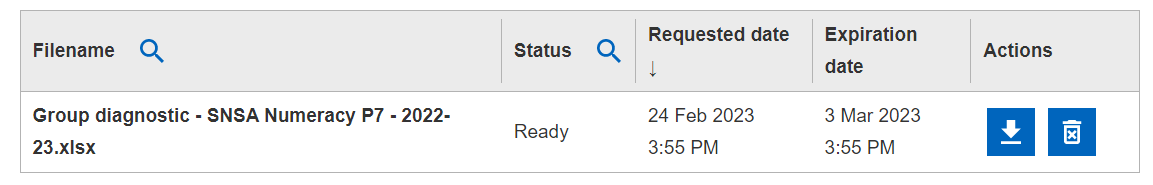 Filename
Status
Requested date
↓
Expiration
date
Actions
Group diagnostic - SNSA Numeracy P7 - 2022-
23.xlsx
Ready
24 Feb 2023
3:55 PM
3 Mar 2023
3:55 PM